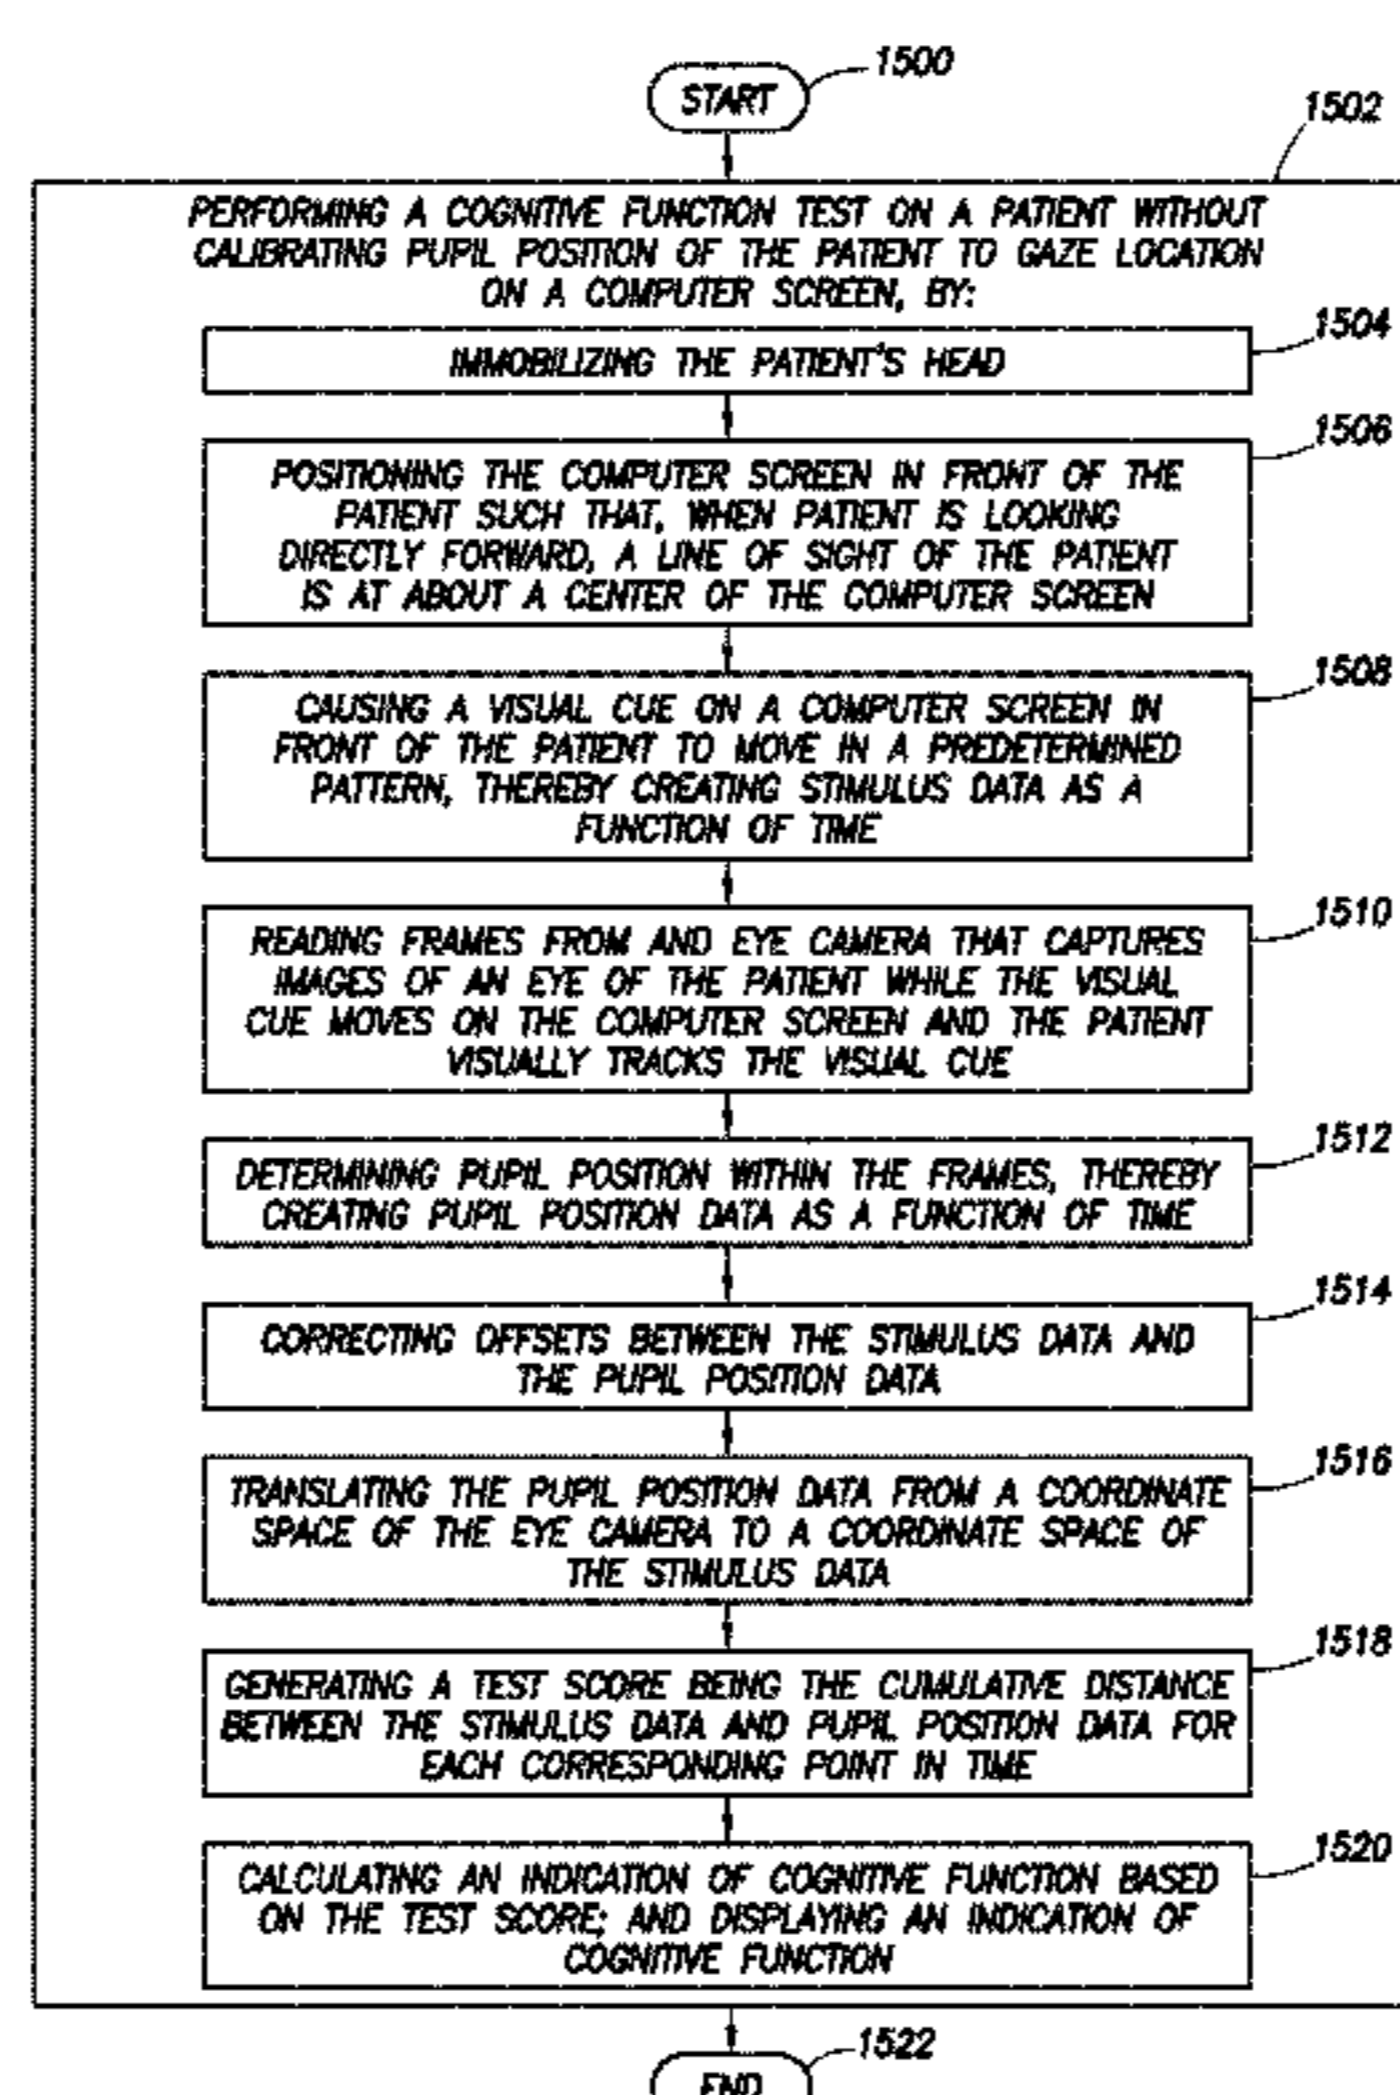 1500
START
1502
PERFORMING A COGNITIVE FUNCTION TEST ON A PATIENT WITHOUT
CALIBRATING PUPIL POSITION OF THE PATIENT TO GAZE LOCATION
ON A COMPUTER SCREEN, BY:
1504
IMMOBILIZING THE PATIENT'S HEAD
1506
POSITIONING THE COMPUTER SCREEN IN FRONT OF THE
PATIENT SUCH THAT, WHEN PATIENT IS LOOKING
DIRECTLY FORWARD, A LINE OF SIGHT OF THE PATIENT
IS AT ABOUT A CENTER OF THE COMPUTER SCREEN
1508
CAUSING A VISUAL CUE ON A COMPUTER SCREEN IN
FRONT OF THE PATIENT TO MOVE IN A PREDETERMINED
PATTERN, THEREBY CREATING STIMULUS DATA AS A
FUNCTION OF TIME
1510
READING FRAMES FROM AND EYE CAMERA THAT CAPTURES
IMAGES OF AN EYE OF THE PATIENT WHILE THE VISUAL
CUE MOVES ON THE COMPUTER SCREEN AND THE PATIENT
VISUALLY TRACKS THE VISUAL CUE
1512
DETERMINING PUPIL POSITION WITHIN THE FRAMES, THEREBY
CREATING PUPIL POSITION DATA AS A FUNCTION OF TIME
1514
CORRECTING OFFSETS BETWEEN THE STIMULUS DATA AND
THE PUPIL POSITION DATA
1516
TRANSLATING THE PUPIL POSITION DATA FROM A COORDINATE
SPACE OF THE EYE CAMERA TO A COORDINATE SPACE OF
THE STIMULUS DATA
1518
GENERATING A TEST SCORE BEING THE CUMULATIVE DISTANCE
BETWEEN THE STIMULUS DATA AND PUPIL POSITION DATA FOR
EACH CORRESPONDING POINT IN TIME
1520
CALCULATING AN INDICATION OF COGNITIVE FUNCTION BASED
ON THE TEST SCORE; AND DISPLAYING AN INDICATION OF
COGNITIVE FUNCTION
1522
END